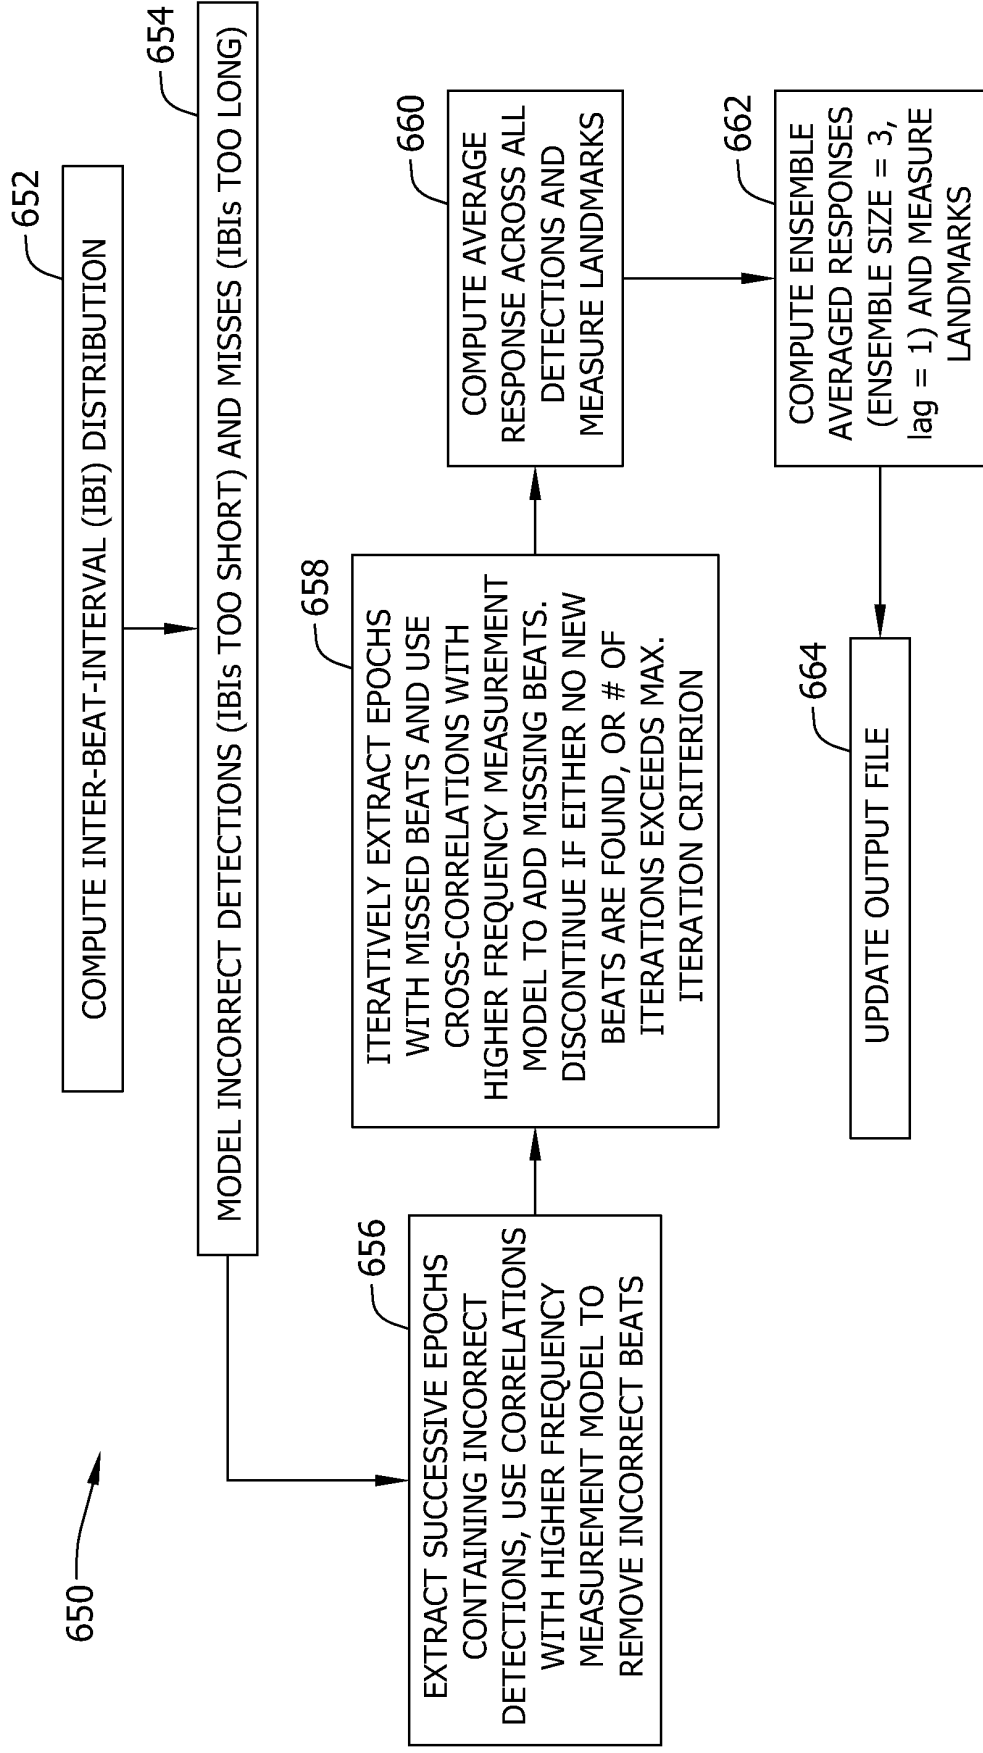 650
652
COMPUTE INTER-BEAT-INTERVAL (IBI) DISTRIBUTION
654
MODEL INCORRECT DETECTIONS (IBIs TOO SHORT) AND MISSES (IBIs TOO LONG)
656
EXTRACT SUCCESSIVE EPOCHS
CONTAINING INCORRECT
DETECTIONS, USE CORRELATIONS
WITH HIGHER FREQUENCY
MEASUREMENT MODEL TO
REMOVE INCORRECT BEATS
658
ITERATIVELY EXTRACT EPOCHS
WITH MISSED BEATS AND USE
CROSS-CORRELATIONS WITH
HIGHER FREQUENCY MEASUREMENT
MODEL TO ADD MISSING BEATS.
DISCONTINUE IF EITHER NO NEW
BEATS ARE FOUND, OR # OF
ITERATIONS EXCEEDS MAX.
ITERATION CRITERION
660
COMPUTE AVERAGE
RESPONSE ACROSS ALL
DETECTIONS AND
MEASURE LANDMARKS
662
COMPUTE ENSEMBLE
AVERAGED RESPONSES
(ENSEMBLE SIZE = 3,
lag = 1) AND MEASURE
LANDMARKS
664
UPDATE OUTPUT FILE